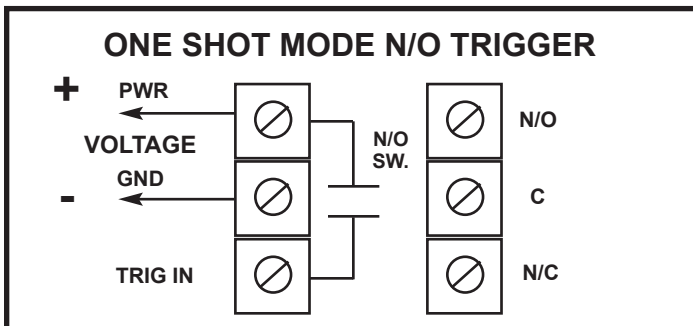 ONE SHOT MODE N/O TRIGGER
+ PWR
VOLTAGE
- GND
TRIG IN
N/O
SW.
N/O
C
N/C